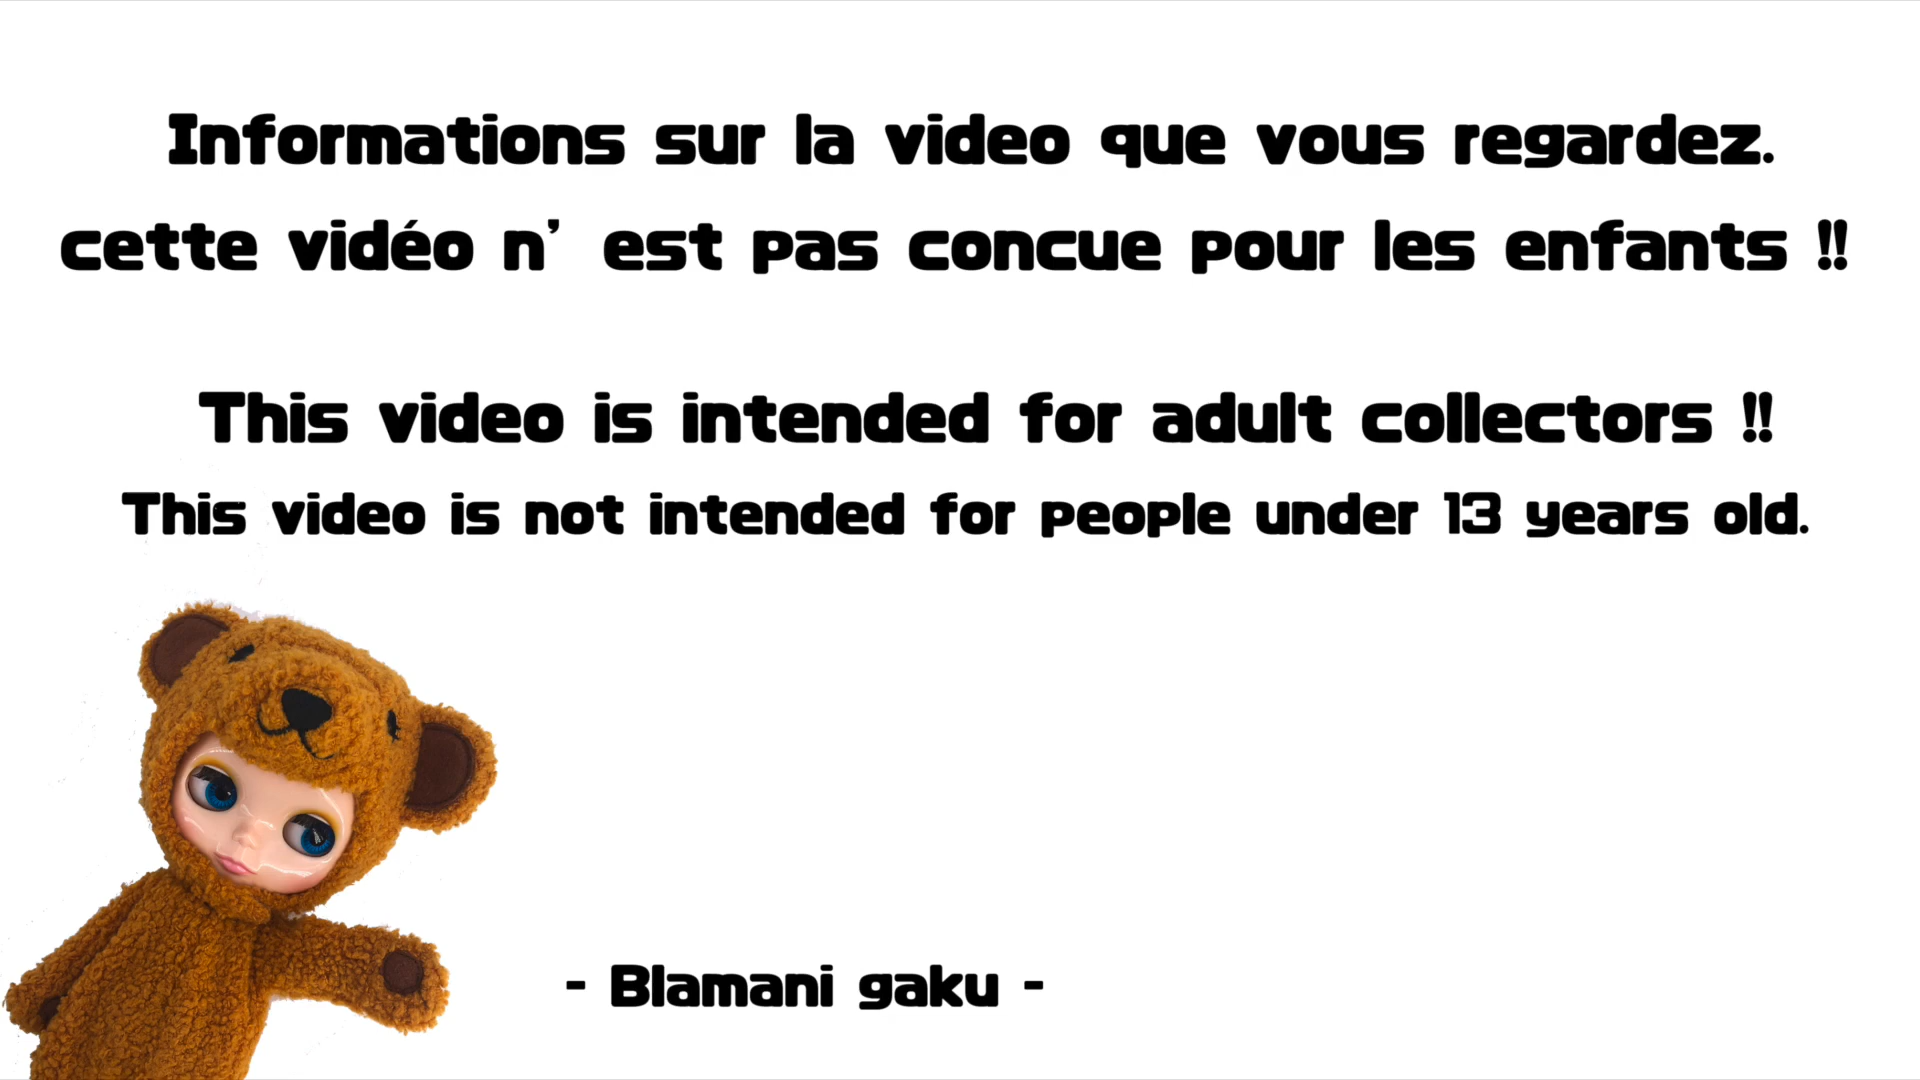 Informations sur la video que vous regardez.
cette vidéo n' est pas concue pour les enfants !!
This video is intended for adult collectors !!
This video is not intended for people under 13 years old.
- Blamani gaku -